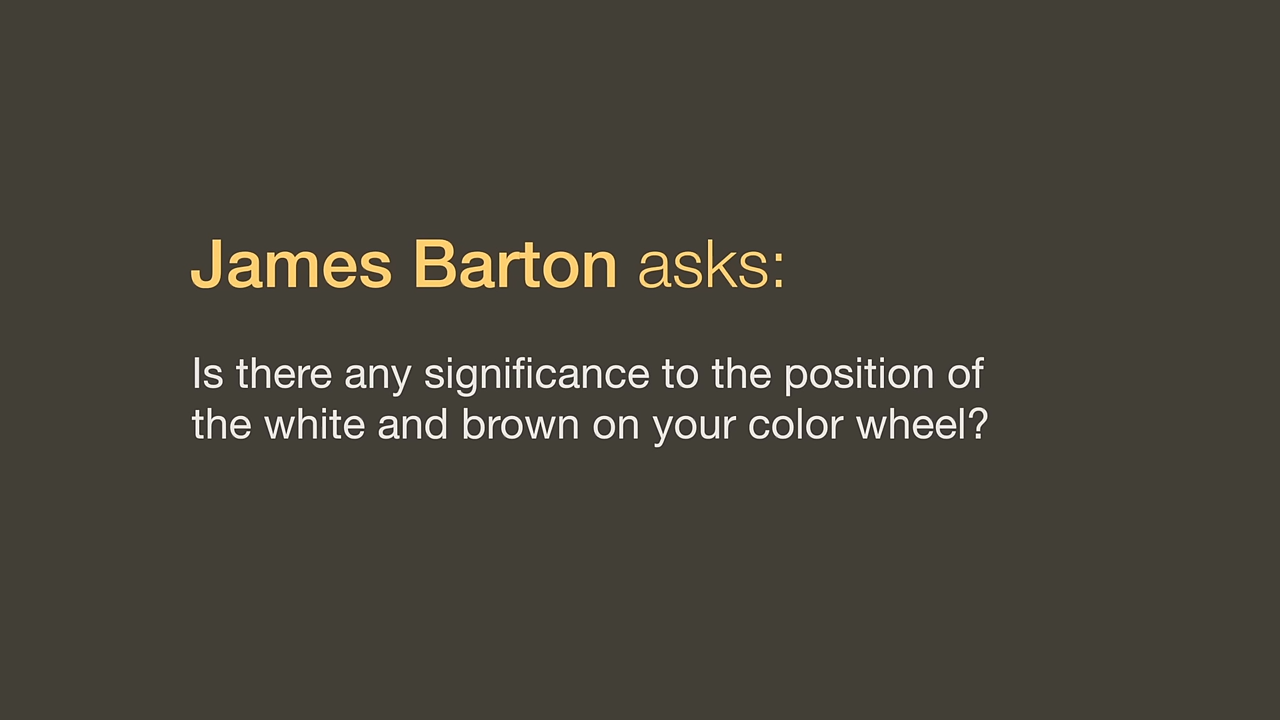 James Barton asks:
Is there any significance to the position of
the white and brown on your color wheel?